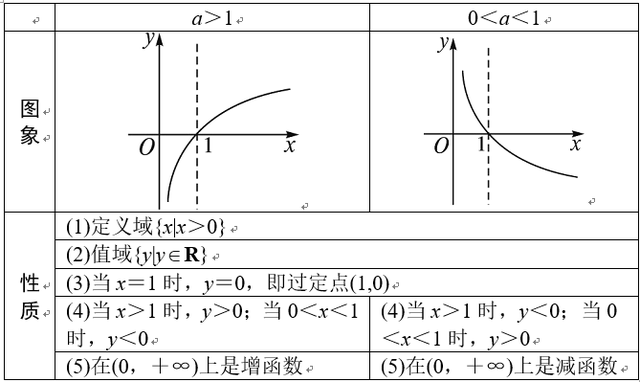 a＞1
0＜a＜1
图
象
y
O
1
x
y
O
1
x
性
质
(1)定义域{x|x＞0}
(2)值域{y|y∈R}
(3)当x＝1时，y＝0，即过定点(1,0)
(4)当x＞1时，y＞0；当0＜x＜1
时，y＜0
(4)当x＞1时，y＜0；当0
＜x＜1时，y＞0
(5)在(0，＋∞)上是增函数
(5)在(0，＋∞)上是减函数